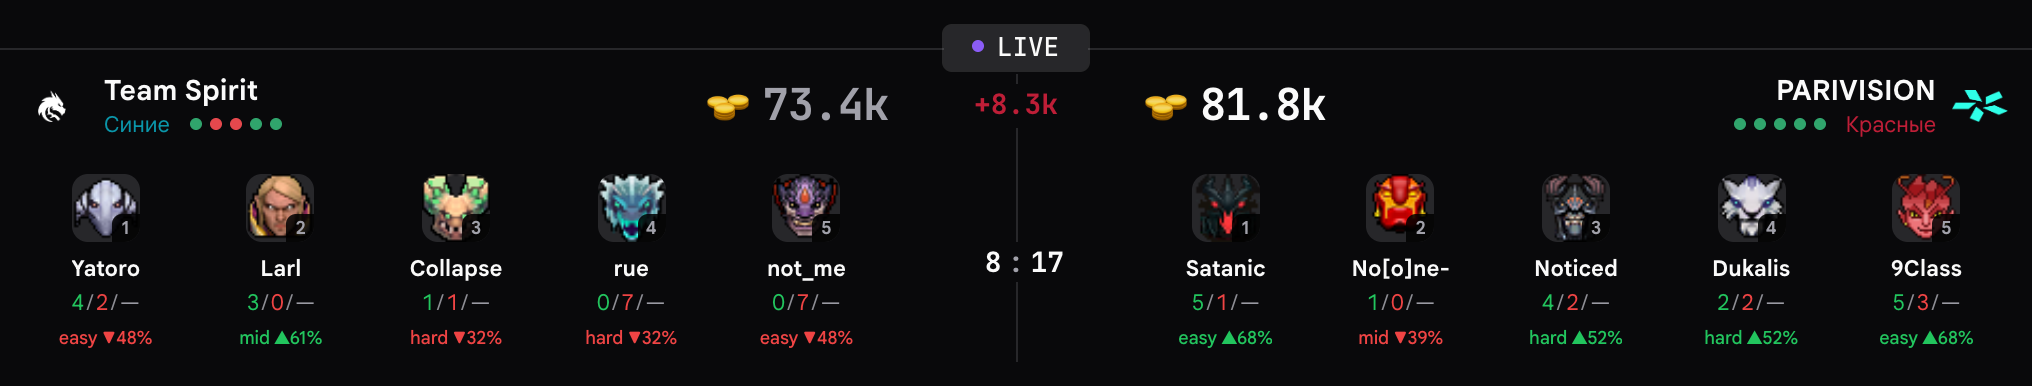 LIVE
Team Spirit
Синие
73.4k
+8.3k
81.8k
PARIVISION
Красные
1
2
3
4
5
1
2
3
4
5
Yatoro
Larl
Collapse
rue
not_me
8 : 17
Satanic
No[o]ne-
Noticed
Dukalis
9Class
4/2/—
3/0/—
1/1/—
0/7/—
0/7/—
5/1/—
1/0/—
4/2/—
2/2/—
5/3/—
easy ▼48%
mid ▲61%
hard ▼32%
hard ▼32%
easy ▼48%
easy ▲68%
mid ▼39%
hard ▲52%
hard ▲52%
easy ▲68%